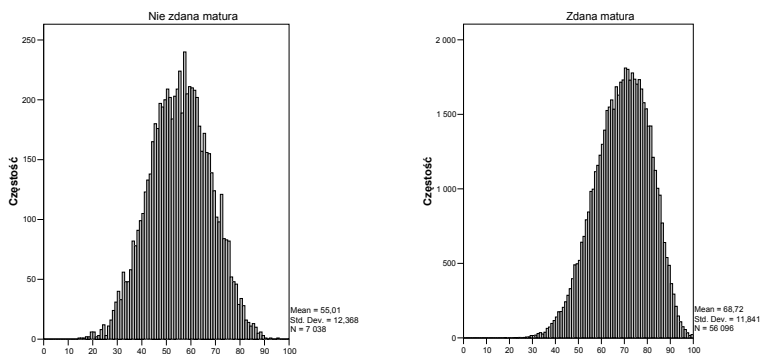 Nie zdana matura
250
200
150
100
50
0
Częstość
0 10 20 30 40 50 60 70 80 90 100
Mean = 55,01
Std. Dev. = 12,368
N = 7 038
Zdana matura
2 000
1 500
1 000
500
0
Częstość
0 10 20 30 40 50 60 70 80 90 100
Mean = 68,72
Std. Dev. = 11,841
N = 56 096